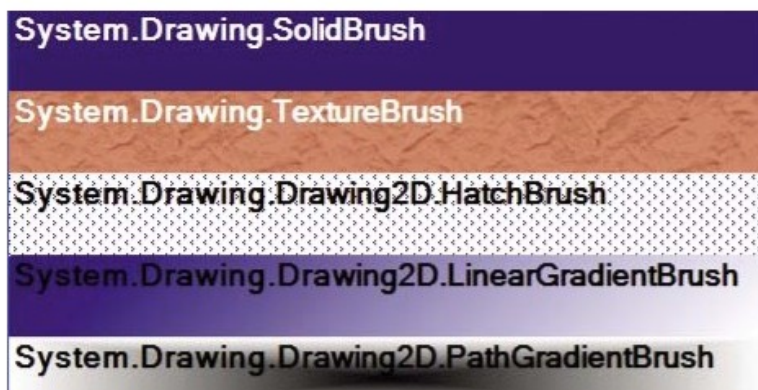 System.Drawing.SolidBrush
System.Drawing.TextureBrush
System.Drawing.Drawing2D.HatchBrush
System.Drawing.Drawing2D.LinearGradientBrush
System.Drawing.Drawing2D.PathGradientBrush